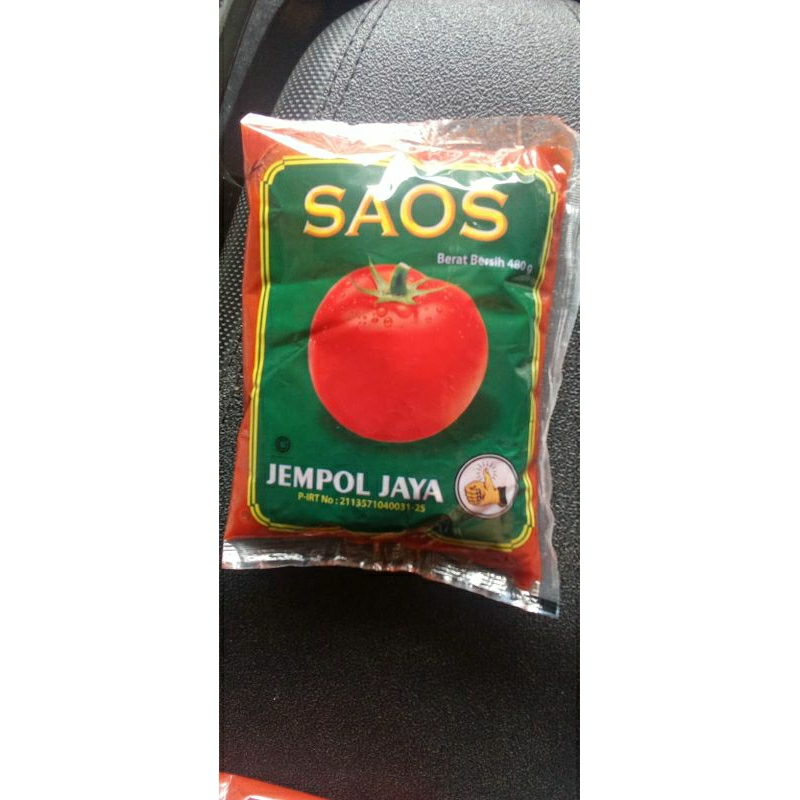 SAOS
Berat Bersih 480 g
JEMPOL JAYA
P-IRT No : 2113571040031-25